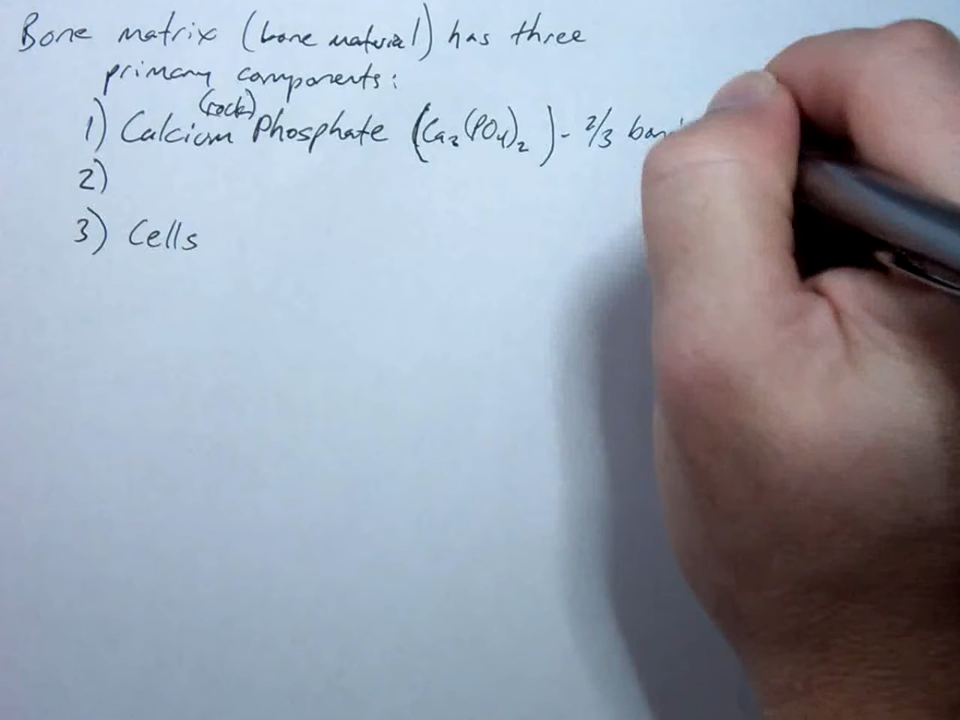 Bone matrix (bone material) has three
primary components:
(rock)
1) Calcium Phosphate (Ca3(PO4)2) - 2/3
2)
3) Cells